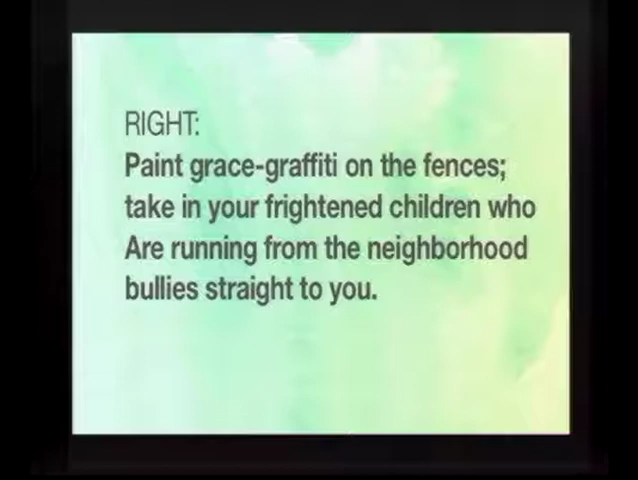 RIGHT:
Paint grace-graffiti on the fences;
take in your frightened children who
Are running from the neighborhood
bullies straight to you.